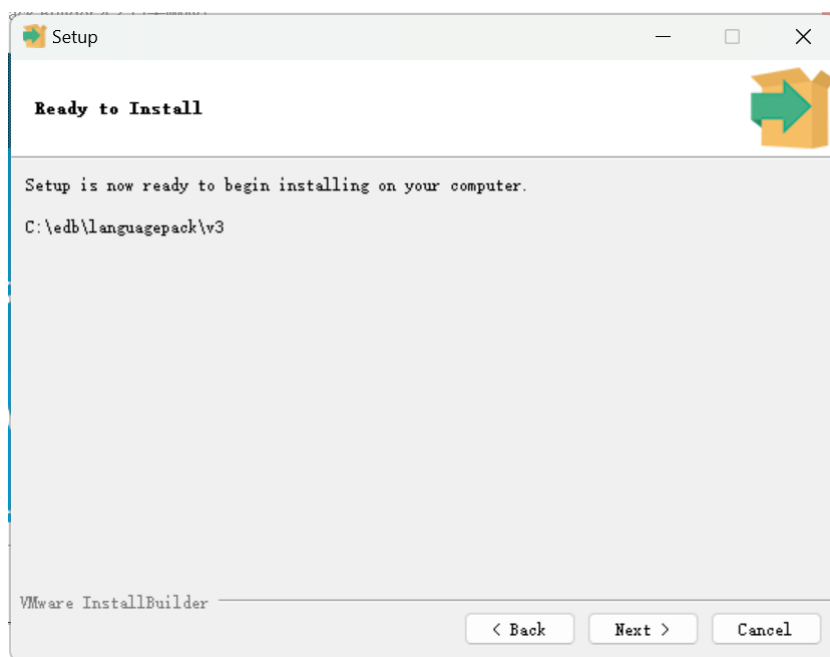 Setup
Ready to Install
Setup is now ready to begin installing on your computer.
C:\edb\languagepack\v3
VMware InstallBuilder
< Back
Next >
Cancel